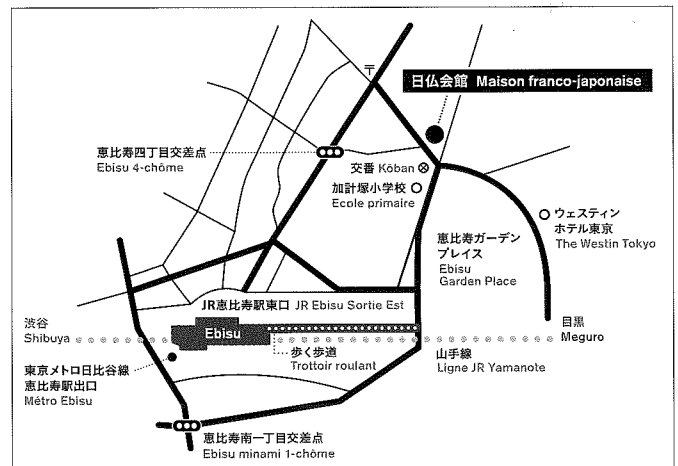 〒
日仏会館 Maison franco-japonaise
恵比寿四丁目交差点
Ebisu 4-chôme
交番 Kôban
加計塚小学校
Ecole primaire
ウェスティン
ホテル東京
The Westin Tokyo
恵比寿ガーデン
プレイス
Ebisu
Garden Place
JR恵比寿駅東口 JR Ebisu Sortie Est
渋谷
Shibuya
Ebisu
目黒
Meguro
歩く歩道
Trottoir roulant
山手線
Ligne JR Yamanote
東京メトロ日比谷線
恵比寿駅出口
Métro Ebisu
恵比寿南一丁目交差点
Ebisu minami 1-chôme